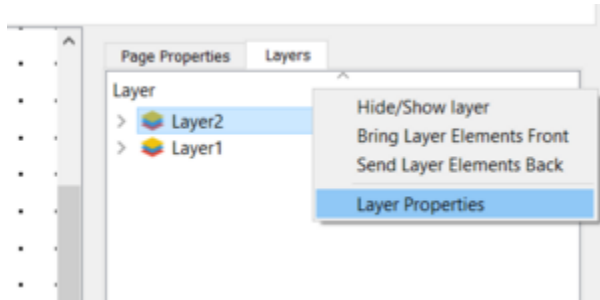 Page Properties Layers
Layer
Layer2
Layer1
Hide/Show layer
Bring Layer Elements Front
Send Layer Elements Back
Layer Properties